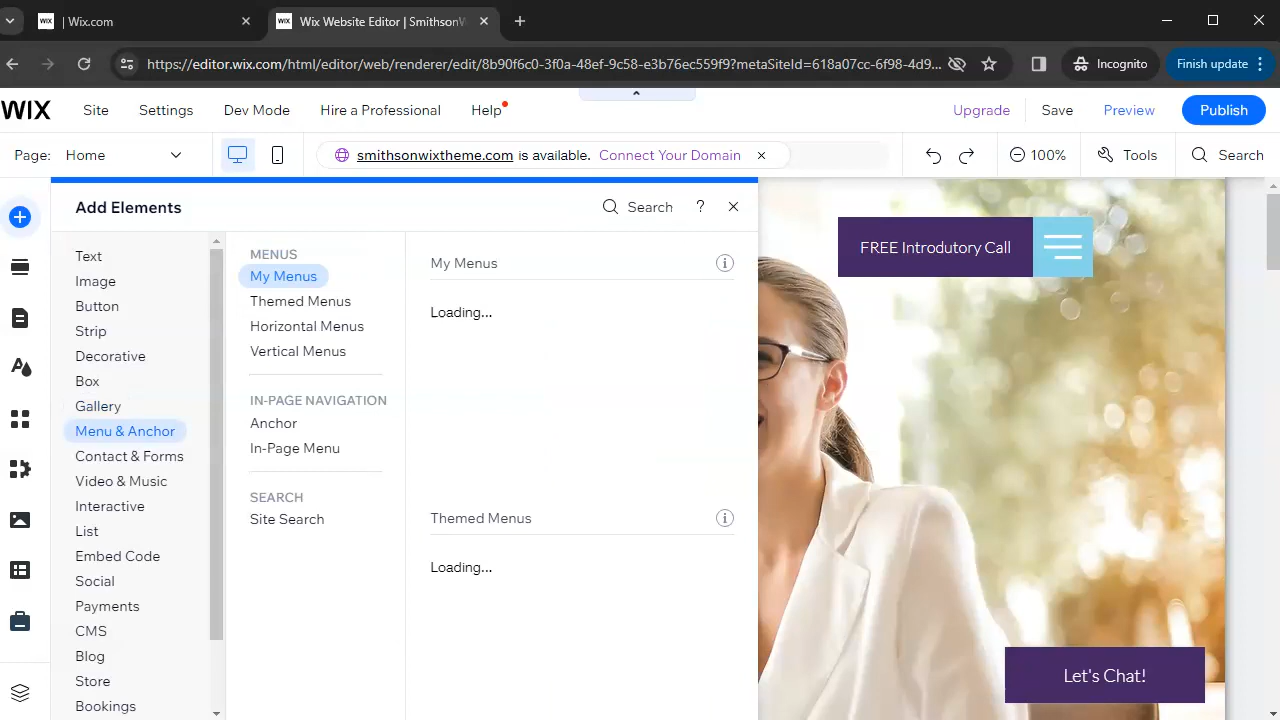 WIX | Wix.com
WIX Wix Website Editor | SmithsonW
https://editor.wix.com/html/editor/web/renderer/edit/8b90f6c0-3f0a-48ef-9c58-e3b76ec559f9?metaSiteId=618a07cc-6f98-4d9...
Incognito
Finish update
WIX Site Settings Dev Mode Hire a Professional Help Upgrade Save Preview Publish
Page: Home smithsonwixtheme.com is available. Connect Your Domain 100% Tools Search
Add Elements Search ?
Text
Image
Button
Strip
Decorative
Box
Gallery
Menu & Anchor
Contact & Forms
Video & Music
Interactive
List
Embed Code
Social
Payments
CMS
Blog
Store
Bookings
MENUS
My Menus
Themed Menus
Horizontal Menus
Vertical Menus
IN-PAGE NAVIGATION
Anchor
In-Page Menu
SEARCH
Site Search
My Menus
Loading...
Themed Menus
Loading...
FREE Introdutory Call
Let's Chat!